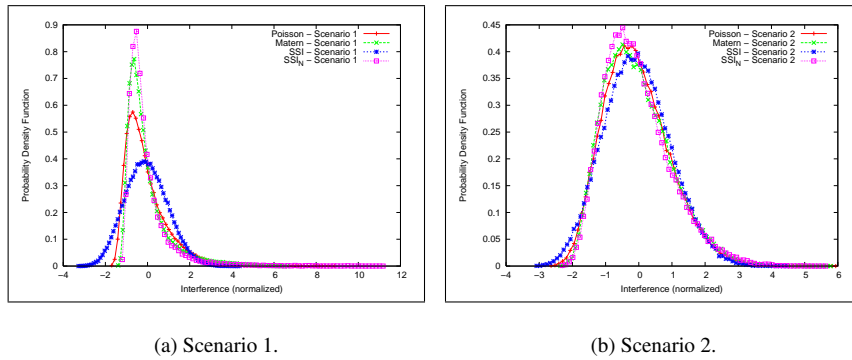 0.9
0.8
0.7
0.6
0.5
0.4
0.3
0.2
0.1
0
Probability Density Function
Poisson − Scenario 1
Matern − Scenario 1
SSI − Scenario 1
SSI_N − Scenario 1
−4 −2 0 2 4 6 8 10 12
Interference (normalized)
(a) Scenario 1.
0.45
0.4
0.35
0.3
0.25
0.2
0.15
0.1
0.05
0
Probability Density Function
Poisson − Scenario 2
Matern − Scenario 2
SSI − Scenario 2
SSI_N − Scenario 2
−4 −3 −2 −1 0 1 2 3 4 5 6
Interference (normalized)
(b) Scenario 2.